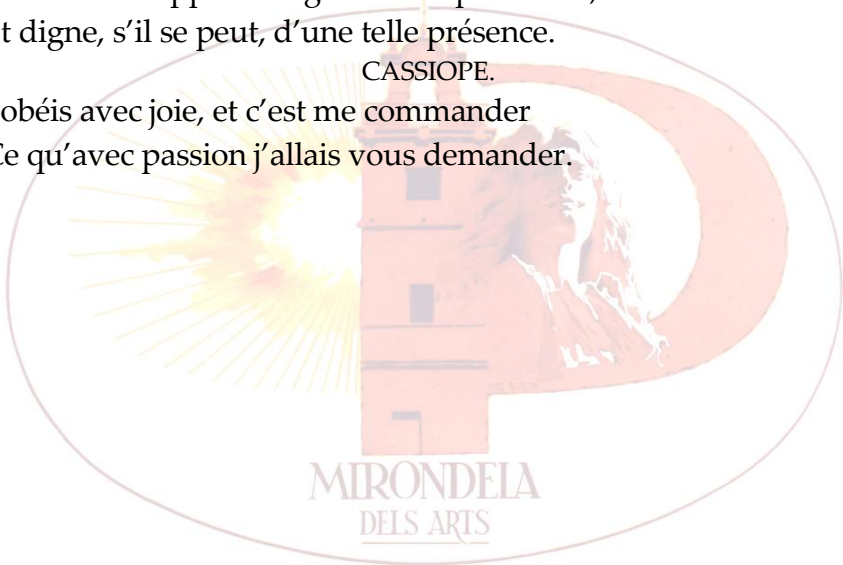 t digne, s’il se peut, d’une telle présence.
CASSIOPE.
obéis avec joie, et c’est me commander
Ce qu’avec passion j’allais vous demander.
MIRONDELA
DELS ARTS